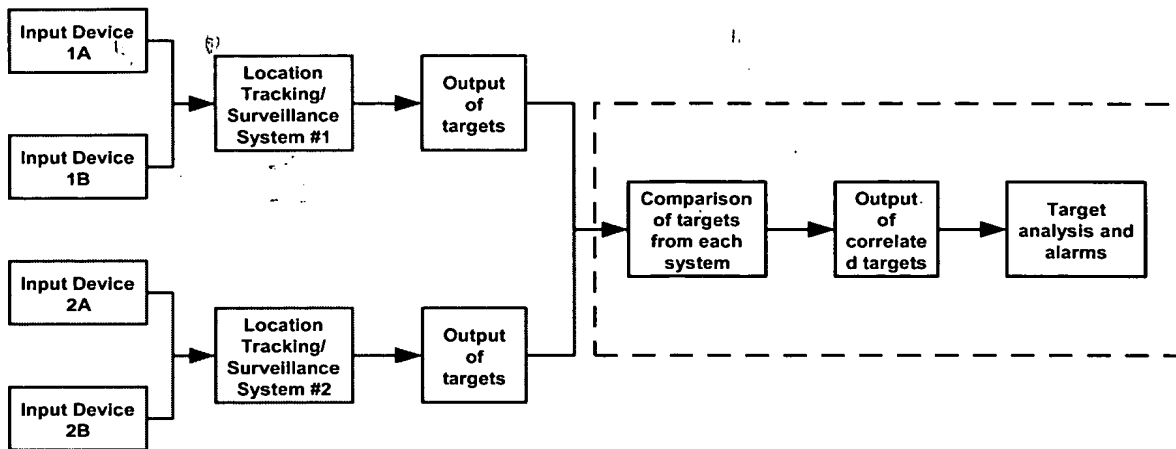 Input Device
1A
Input Device
1B
Location
Tracking/
Surveillance
System #1
Output
of
targets
Input Device
2A
Input Device
2B
Location
Tracking/
Surveillance
System #2
Output
of
targets
Comparison
of targets
from each
system
Output
of
correlate
d targets
Target
analysis and
alarms